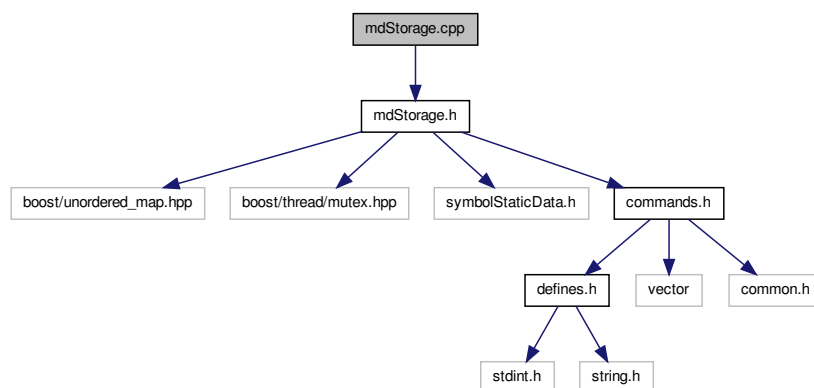 mdStorage.cpp
mdStorage.h
boost/unordered_map.hpp
boost/thread/mutex.hpp
symbolStaticData.h
commands.h
defines.h
vector
common.h
stdint.h
string.h